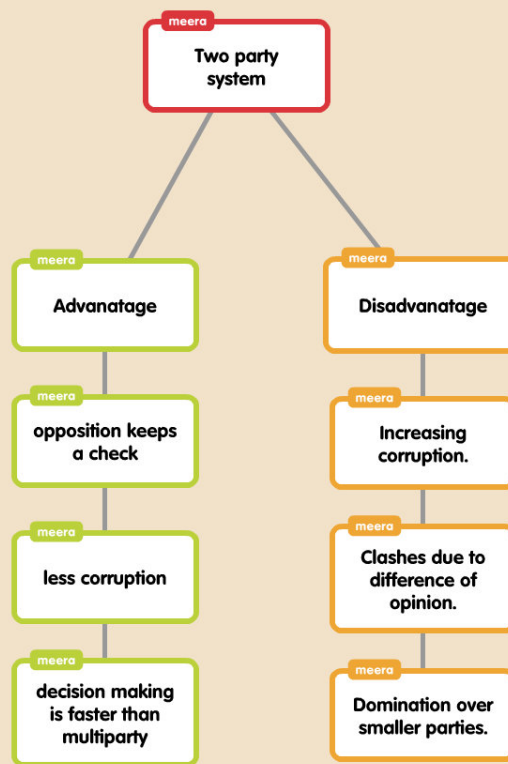 meera
Two party
system
meera
Advanatage
meera
opposition keeps
a check
meera
less corruption
meera
decision making
is faster than
multiparty
meera
Disadvanatage
meera
Increasing
corruption.
meera
Clashes due to
difference of
opinion.
meera
Domination over
smaller parties.